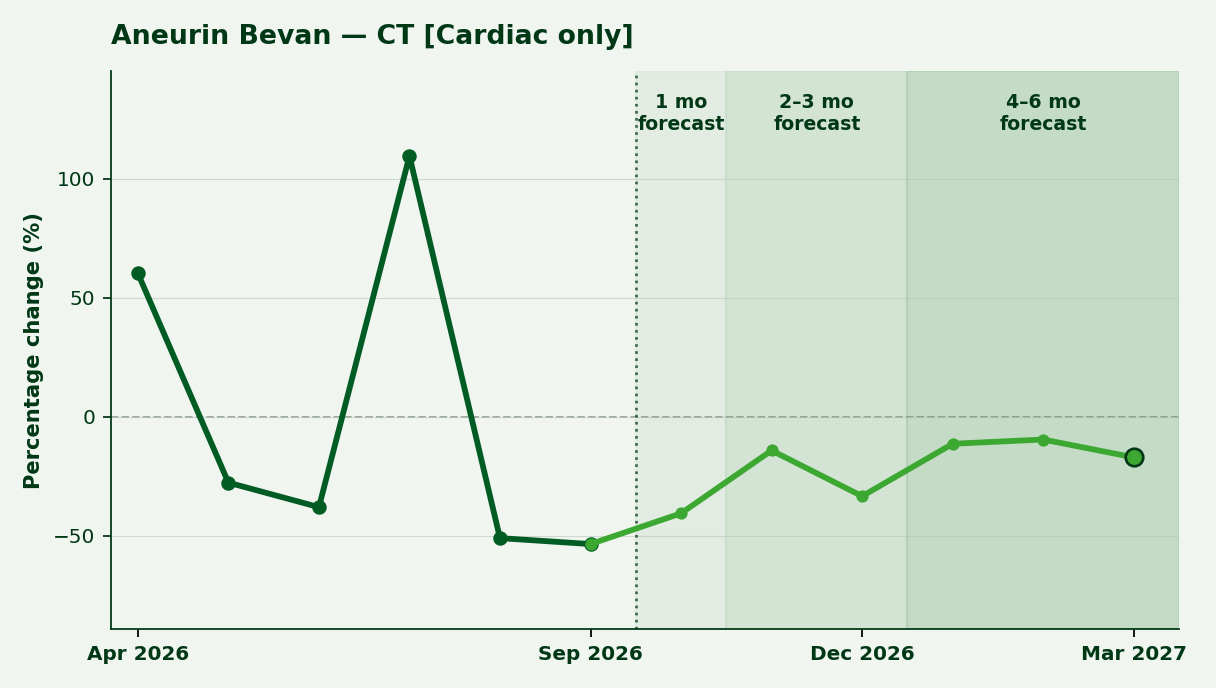 Aneurin Bevan — CT [Cardiac only]
1 mo
forecast
2–3 mo
forecast
4–6 mo
forecast
Percentage change (%)
100
50
0
−50
Apr 2026
Sep 2026
Dec 2026
Mar 2027